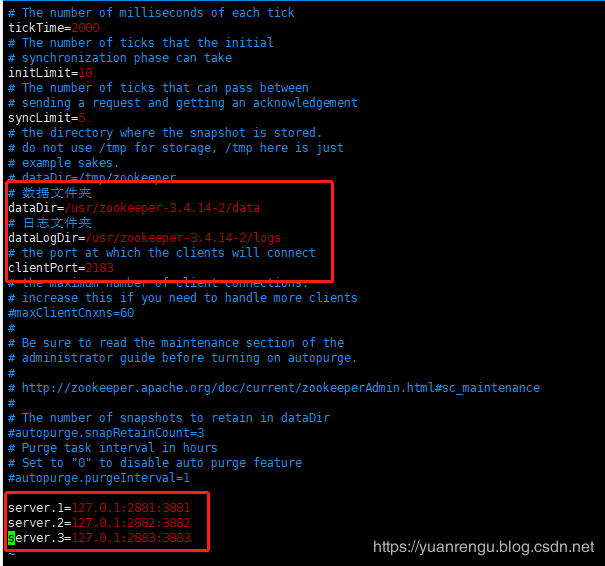 # The number of milliseconds of each tick
tickTime=2000
# The number of ticks that the initial
# synchronization phase can take
initLimit=10
# The number of ticks that can pass between
# sending a request and getting an acknowledgement
syncLimit=5
# the directory where the snapshot is stored.
# do not use /tmp for storage, /tmp here is just
# example sakes.
# dataDir=/tmp/zookeeper
# 数据文件夹
dataDir=/usr/zookeeper-3.4.14-2/data
# 日志文件夹
dataLogDir=/usr/zookeeper-3.4.14-2/logs
# the port at which the clients will connect
clientPort=2183
# the maximum number of client connections.
# increase this if you need to handle more clients
#maxClientCnxns=60
#
# Be sure to read the maintenance section of the
# administrator guide before turning on autopurge.
#
# http://zookeeper.apache.org/doc/current/zookeeperAdmin.html#sc_maintenance
#
# The number of snapshots to retain in dataDir
#autopurge.snapRetainCount=3
# Purge task interval in hours
# Set to "0" to disable auto purge feature
#autopurge.purgeInterval=1
server.1=127.0.1:2881:3881
server.2=127.0.1:2882:3882
server.3=127.0.1:2883:3883
~
https://yuanrengu.blog.csdn.net